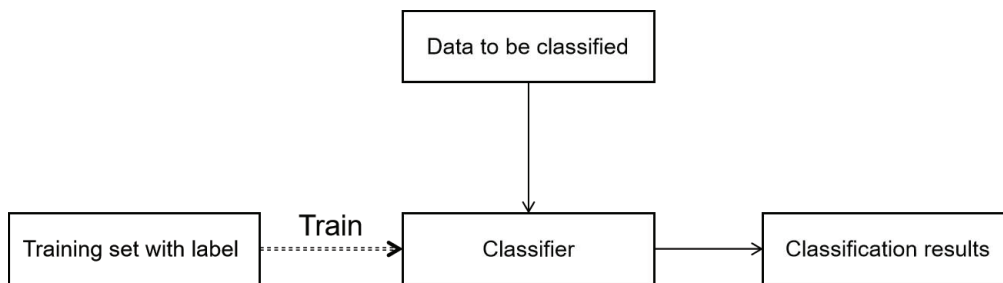 Data to be classified
Train
Training set with label
Classifier
Classification results